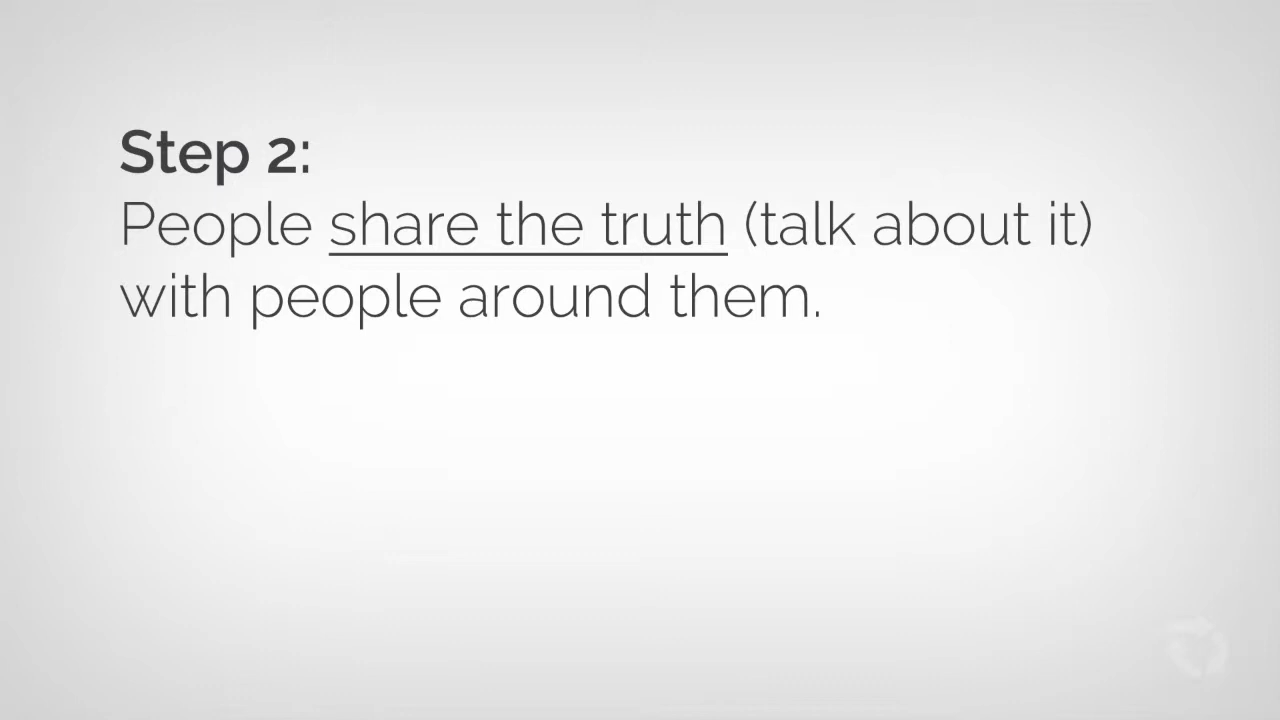 Step 2:
People share the truth (talk about it)
with people around them.